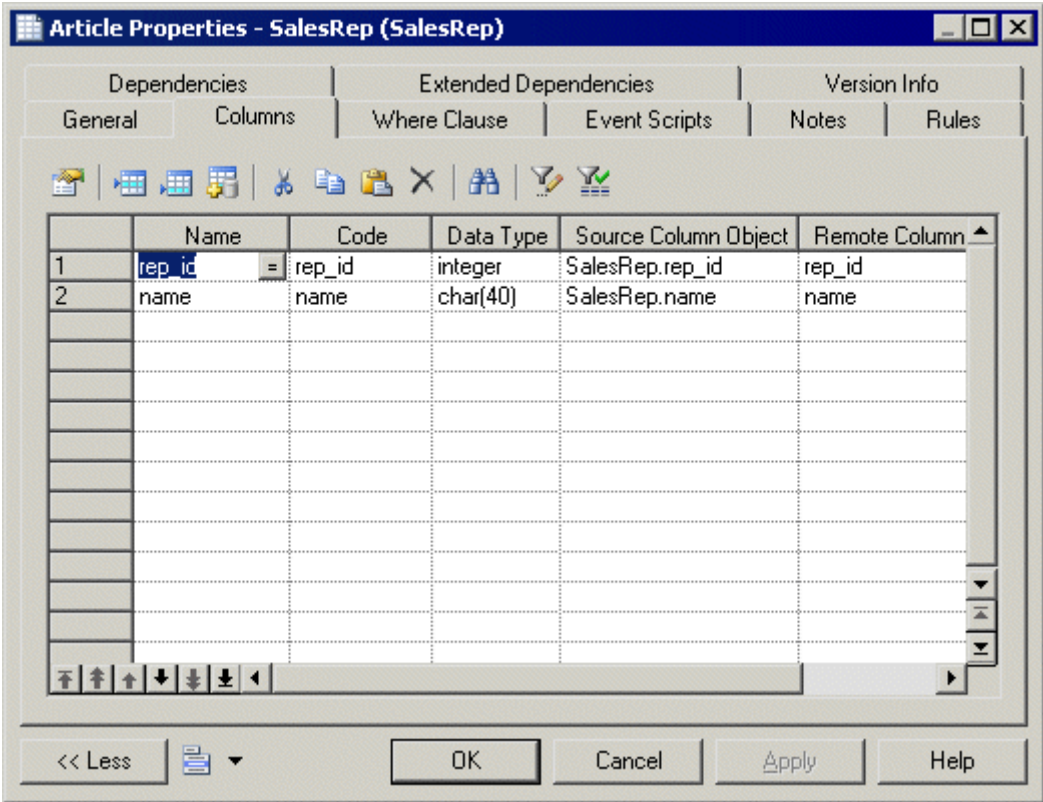 Article Properties - SalesRep (SalesRep)
Dependencies Extended Dependencies Version Info
General Columns Where Clause Event Scripts Notes Rules
Name Code Data Type Source Column Object Remote Column
1 rep_id = rep_id integer SalesRep.rep_id rep_id
2 name name char(40) SalesRep.name name
<< Less OK Cancel Apply Help